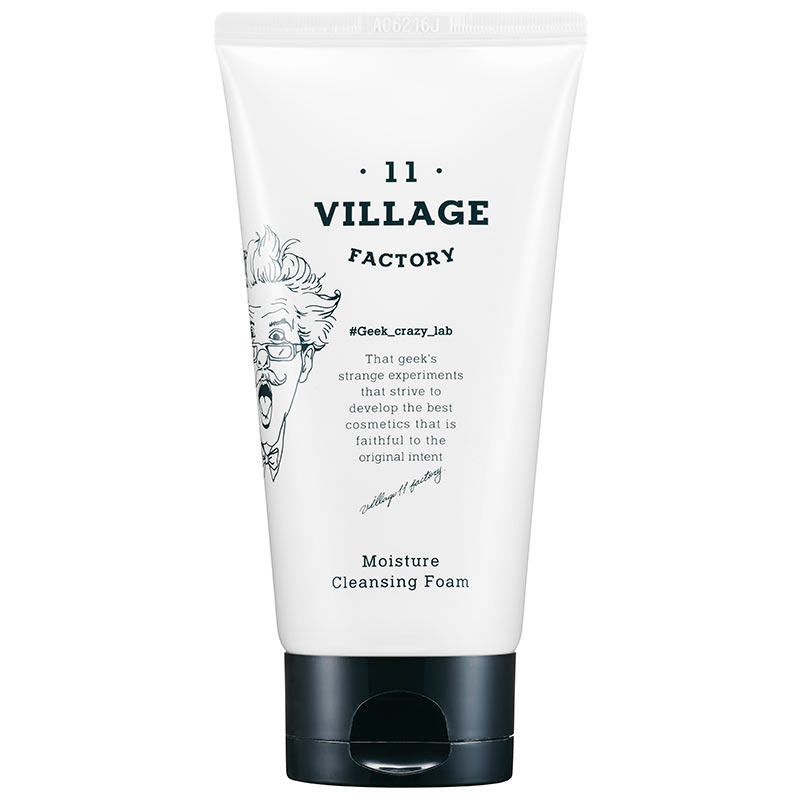 A06216J
· 11 ·
VILLAGE
FACTORY
#Geek_crazy_lab
That geek's
strange experiments
that strive to
develop the best
cosmetics that is
faithful to the
original intent
village 11 factory
Moisture
Cleansing Foam